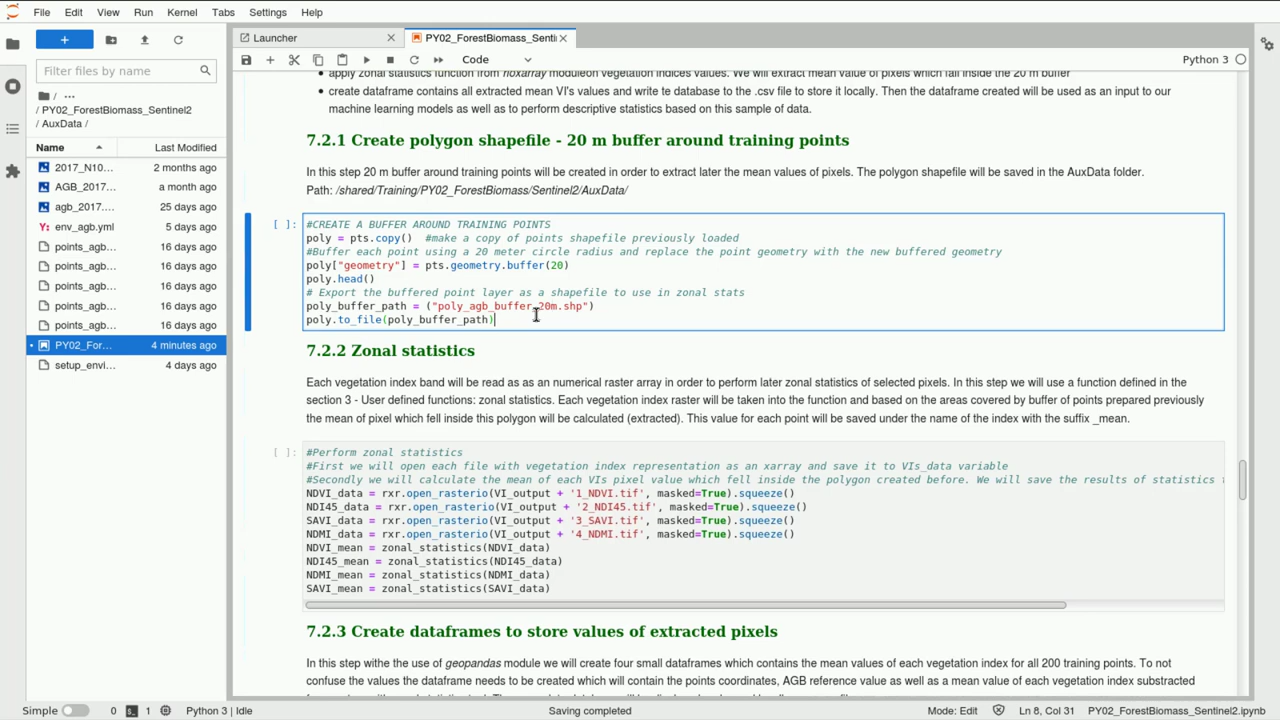 File Edit View Run Kernel Tabs Settings Help
Launcher
PY02_ForestBiomass_Senti
Filter files by name
Code
Python 3
/ ...
/ PY02_ForestBiomass_Sentinel2
/ AuxData /
Name Last Modified
2017_N10... 2 months ago
AGB_2017... a month ago
agb_2017.... 25 days ago
Y: env_agb.yml 5 days ago
points_agb... 16 days ago
points_agb... 16 days ago
points_agb... 16 days ago
points_agb... 16 days ago
points_agb... 16 days ago
PY02_For... 4 minutes ago
setup_envi... 4 days ago
• apply zonal statistics function from noxarray moduleon vegetation indices values. We will extract mean value of pixels which fall inside the 20 m buffer
• create dataframe contains all extracted mean VI's values and write te database to the .csv file to store it locally. Then the dataframe created will be used as an input to our
machine learning models as well as to perform descriptive statistics based on this sample of data.
7.2.1 Create polygon shapefile - 20 m buffer around training points
In this step 20 m buffer around training points will be created in order to extract later the mean values of pixels. The polygon shapefile will be saved in the AuxData folder.
Path: /shared/Training/PY02_ForestBiomass/Sentinel2/AuxData/
[ ]: #CREATE A BUFFER AROUND TRAINING POINTS
poly = pts.copy() #make a copy of points shapefile previously loaded
#Buffer each point using a 20 meter circle radius and replace the point geometry with the new buffered geometry
poly["geometry"] = pts.geometry.buffer(20)
poly.head()
# Export the buffered point layer as a shapefile to use in zonal stats
poly_buffer_path = ("poly_agb_buffer_20m.shp")
poly.to_file(poly_buffer_path)
7.2.2 Zonal statistics
Each vegetation index band will be read as as an numerical raster array in order to perform later zonal statistics of selected pixels. In this step we will use a function defined in the
section 3 - User defined functions: zonal statistics. Each vegetation index raster will be taken into the function and based on the areas covered by buffer of points prepared previously
the mean of pixel which fell inside this polygon will be calculated (extracted). This value for each point will be saved under the name of the index with the suffix _mean.
[ ]: #Perform zonal statistics
#First we will open each file with vegetation index representation as an xarray and save it to VIs_data variable
#Secondly we will calculate the mean of each VIs pixel value which fell inside the polygon created before. We will save the results of statistics
NDVI_data = rxr.open_rasterio(VI_output + '1_NDVI.tif', masked=True).squeeze()
NDI45_data = rxr.open_rasterio(VI_output + '2_NDI45.tif', masked=True).squeeze()
SAVI_data = rxr.open_rasterio(VI_output + '3_SAVI.tif', masked=True).squeeze()
NDMI_data = rxr.open_rasterio(VI_output + '4_NDMI.tif', masked=True).squeeze()
NDVI_mean = zonal_statistics(NDVI_data)
NDI45_mean = zonal_statistics(NDI45_data)
NDMI_mean = zonal_statistics(NDMI_data)
SAVI_mean = zonal_statistics(SAVI_data)
7.2.3 Create dataframes to store values of extracted pixels
In this step withe the use of geopandas module we will create four small dataframes which contains the mean values of each vegetation index for all 200 training points. To not
confuse the values the dataframe needs to be created which will contain the points coordinates, AGB reference value as well as a mean value of each vegetation index substracted
Simple 0 1 Python 3 | Idle Saving completed Mode: Edit Ln 8, Col 31 PY02_ForestBiomass_Sentinel2.ipynb